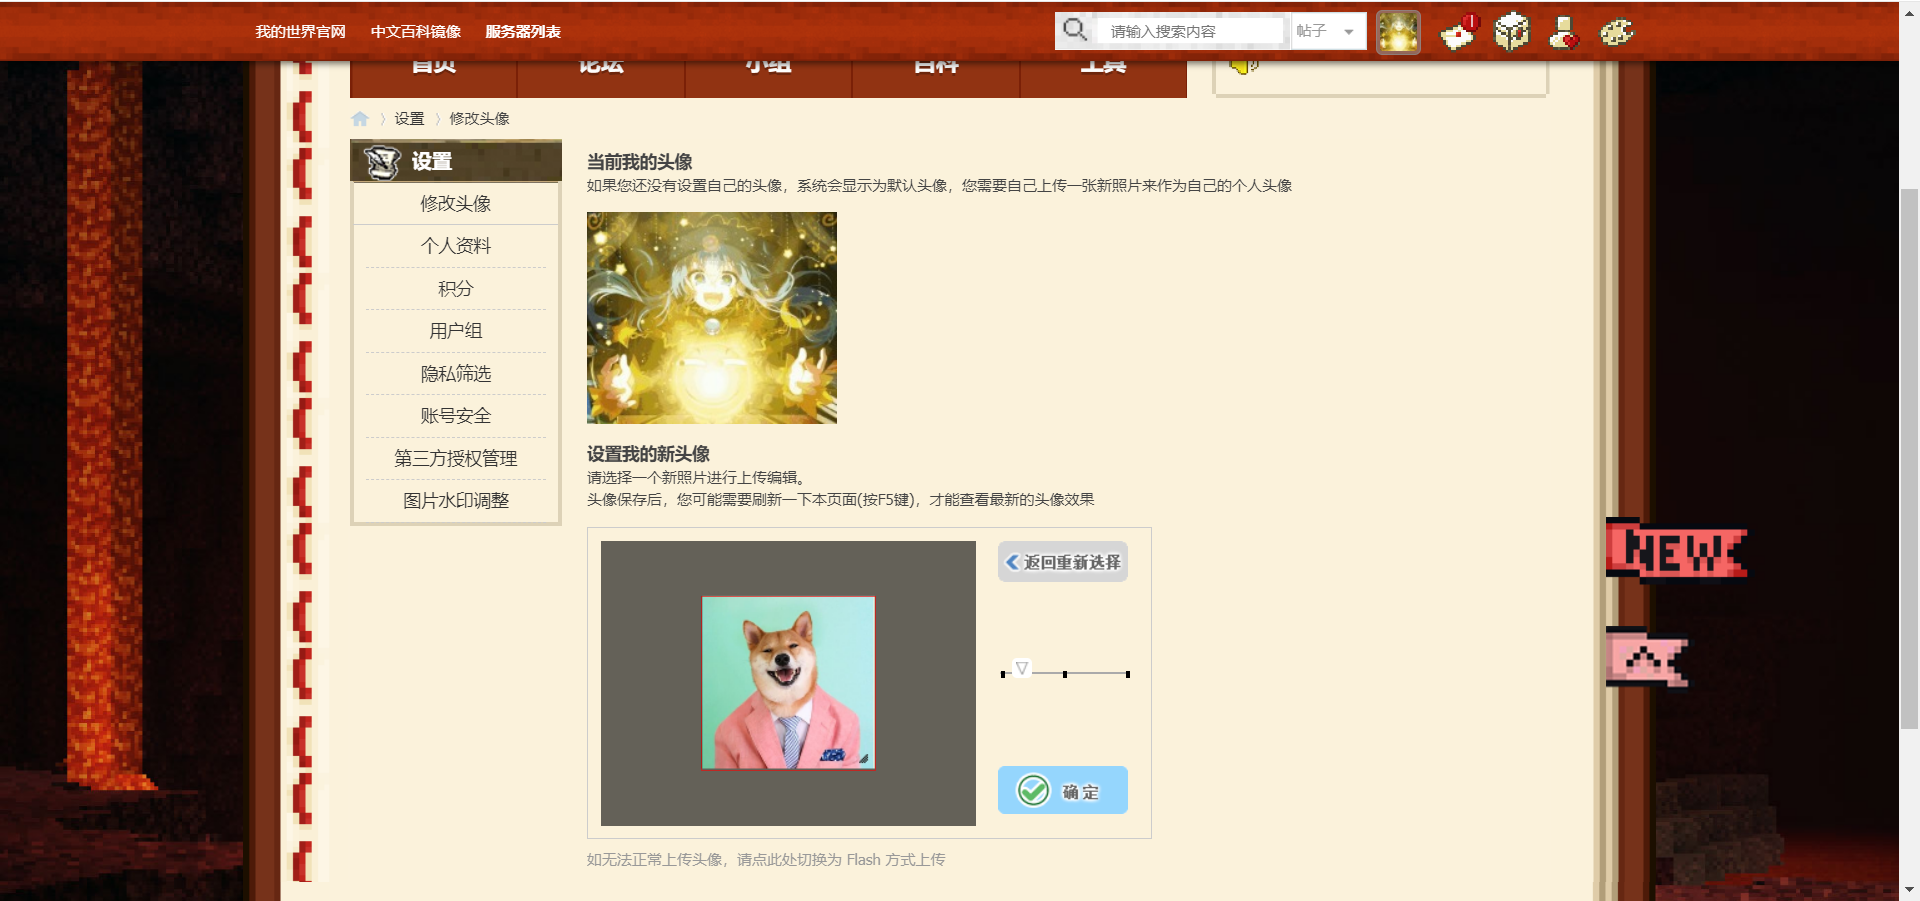 我的世界官网 中文百科镜像 服务器列表
请输入搜索内容 帖子
首页 论坛 小组 百科 工具
设置 修改头像
设置
修改头像
个人资料
积分
用户组
隐私筛选
账号安全
第三方授权管理
图片水印调整
当前我的头像
如果您还没有设置自己的头像，系统会显示为默认头像，您需要自己上传一张新照片来作为自己的个人头像
设置我的新头像
请选择一个新照片进行上传编辑。
头像保存后，您可能需要刷新一下本页面(按F5键)，才能查看最新的头像效果
返回重新选择
确定
如无法正常上传头像，请点此处切换为 Flash 方式上传
NEW